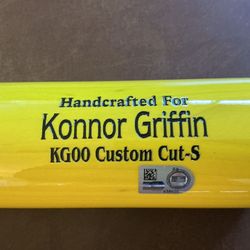 Handcrafted For
Konnor Griffin
KG00 Custom Cut-S